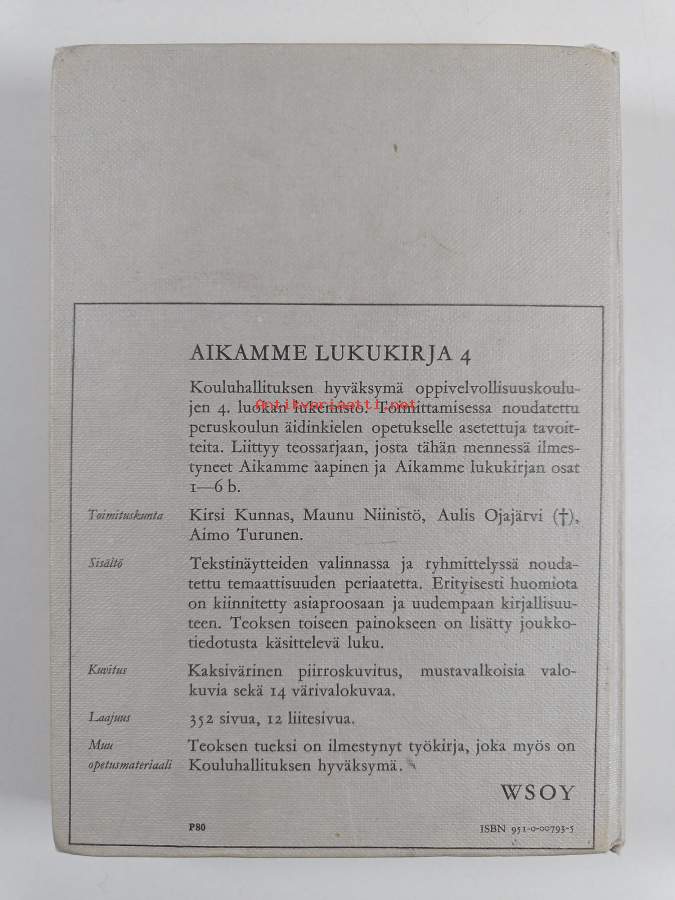 AIKAMME LUKUKIRJA 4
Kouluhallituksen hyväksymä oppivelvollisuuskoulu-
jen 4. luokan lukemisto. Toimittamisessa noudatettu
antikvariaatti.net
peruskoulun äidinkielen opetukselle asetettuja tavoit-
teita. Liittyy teossarjaan, josta tähän mennessä ilmes-
tyneet Aikamme aapinen ja Aikamme lukukirjan osat
1—6 b.
Toimituskunta Kirsi Kunnas, Maunu Niinistö, Aulis Ojajärvi (†),
Aimo Turunen.
Sisältö Tekstinäytteiden valinnassa ja ryhmittelyssä nouda-
tettu temaattisuuden periaatetta. Erityisesti huomiota
on kiinnitetty asiaproosaan ja uudempaan kirjallisuu-
teen. Teoksen toiseen painokseen on lisätty joukko-
tiedotusta käsittelevä luku.
Kuvitus Kaksivärinen piirroskuvitus, mustavalkoisia valo-
kuvia sekä 14 värivalokuvaa.
Laajuus 352 sivua, 12 liitesivua.
Muu Teoksen tueksi on ilmestynyt työkirja, joka myös on
opetusmateriaali Kouluhallituksen hyväksymä.
WSOY
P80 ISBN 951-0-00793-5